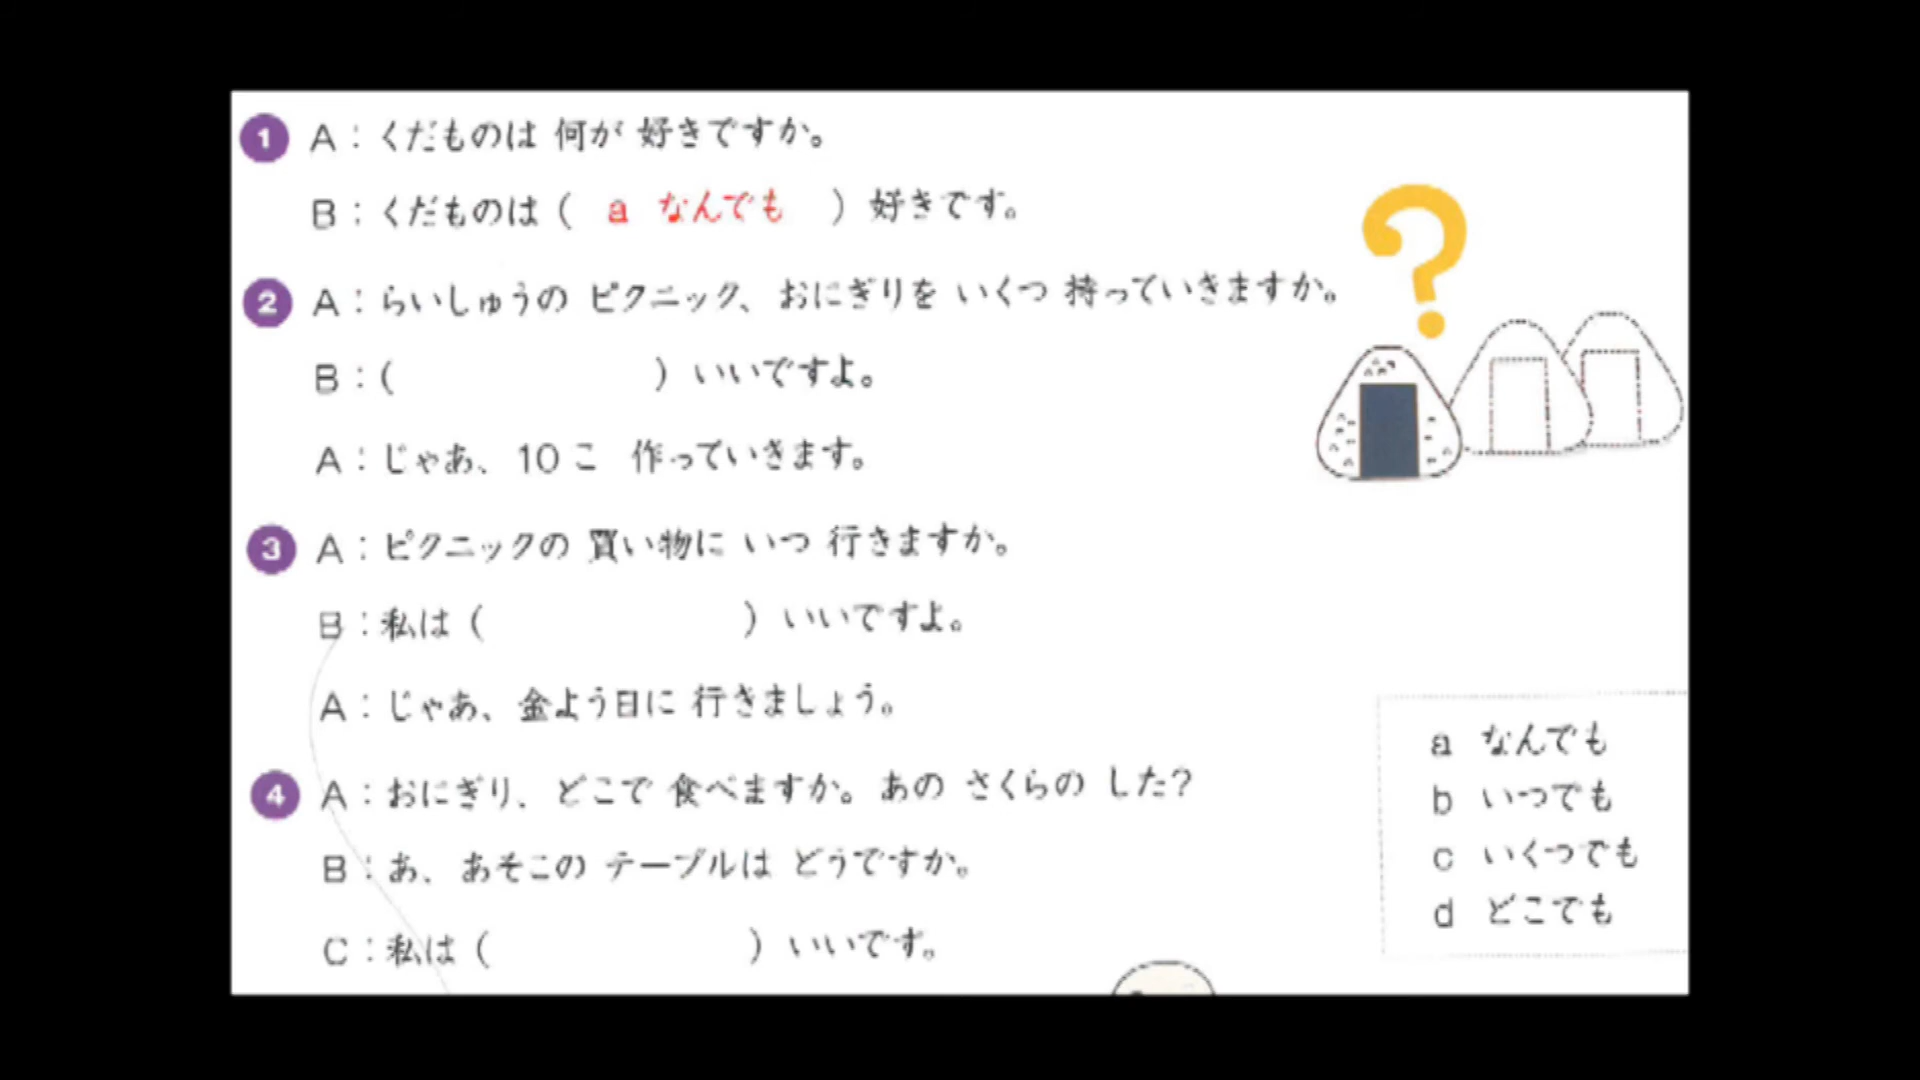 1 A：くだものは 何が 好きですか。
B：くだものは（ a なんでも ）好きです。
2 A：らいしゅうの ピクニック、おにぎりを いくつ 持っていきますか。
B：（ ）いいですよ。
A：じゃあ、10こ 作っていきます。
3 A：ピクニックの 買い物に いつ 行きますか。
B：私は（ ）いいですよ。
A：じゃあ、金よう日に 行きましょう。
4 A：おにぎり、どこで 食べますか。あの さくらの した？
B：あ、あそこの テーブルは どうですか。
C：私は（ ）いいです。
a なんでも
b いつでも
c いくつでも
d どこでも